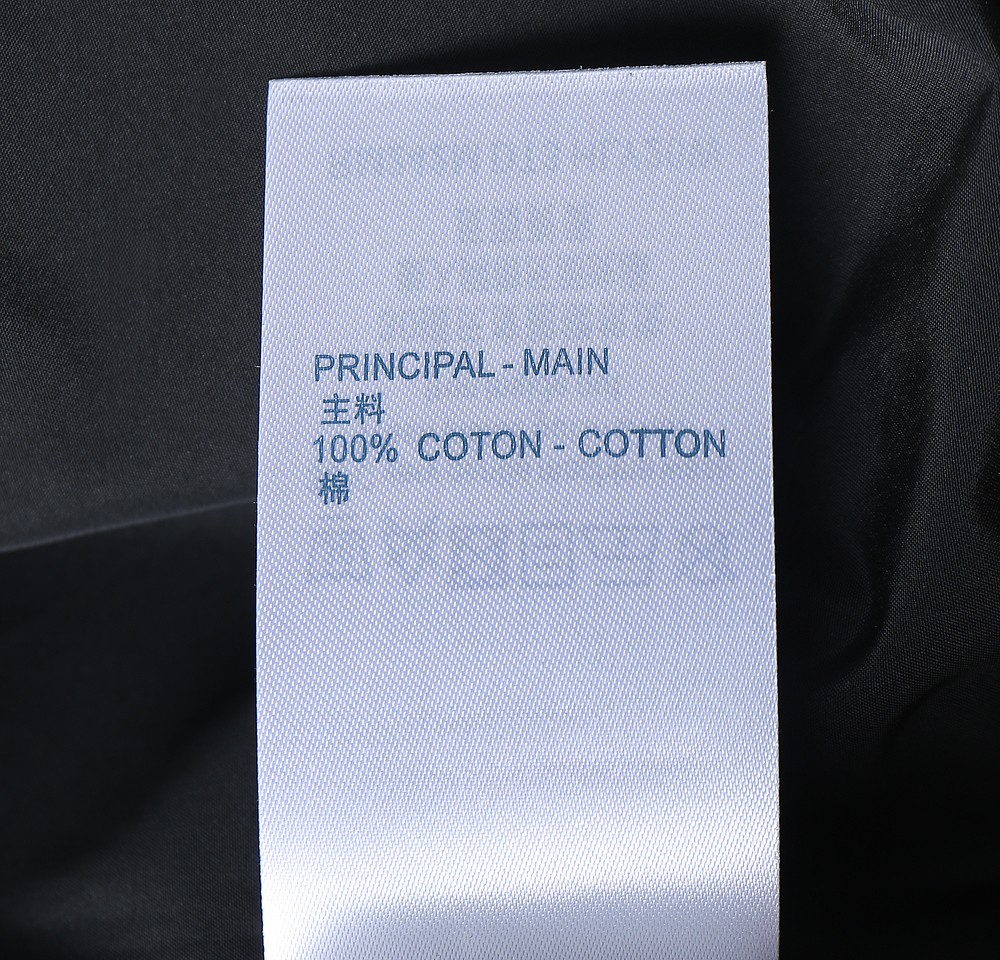 PRINCIPAL - MAIN
主料
100% COTON - COTTON
棉